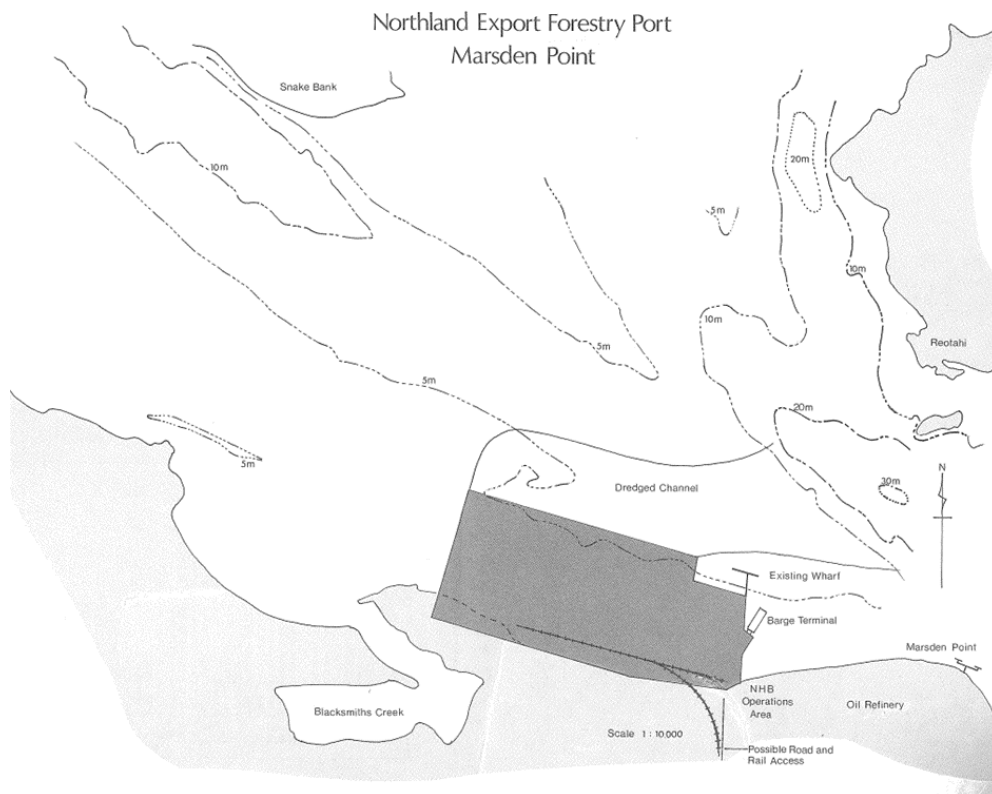 Northland Export Forestry Port
Marsden Point
Snake Bank
10m
20m
5m
10m
10m
Reotahi
5m
5m
20m
5m
N
30m
Dredged Channel
Existing Wharf
Barge Terminal
Marsden Point
NHB
Operations
Area
Oil Refinery
Blacksmiths Creek
Scale 1 : 10 000
Possible Road and
Rail Access